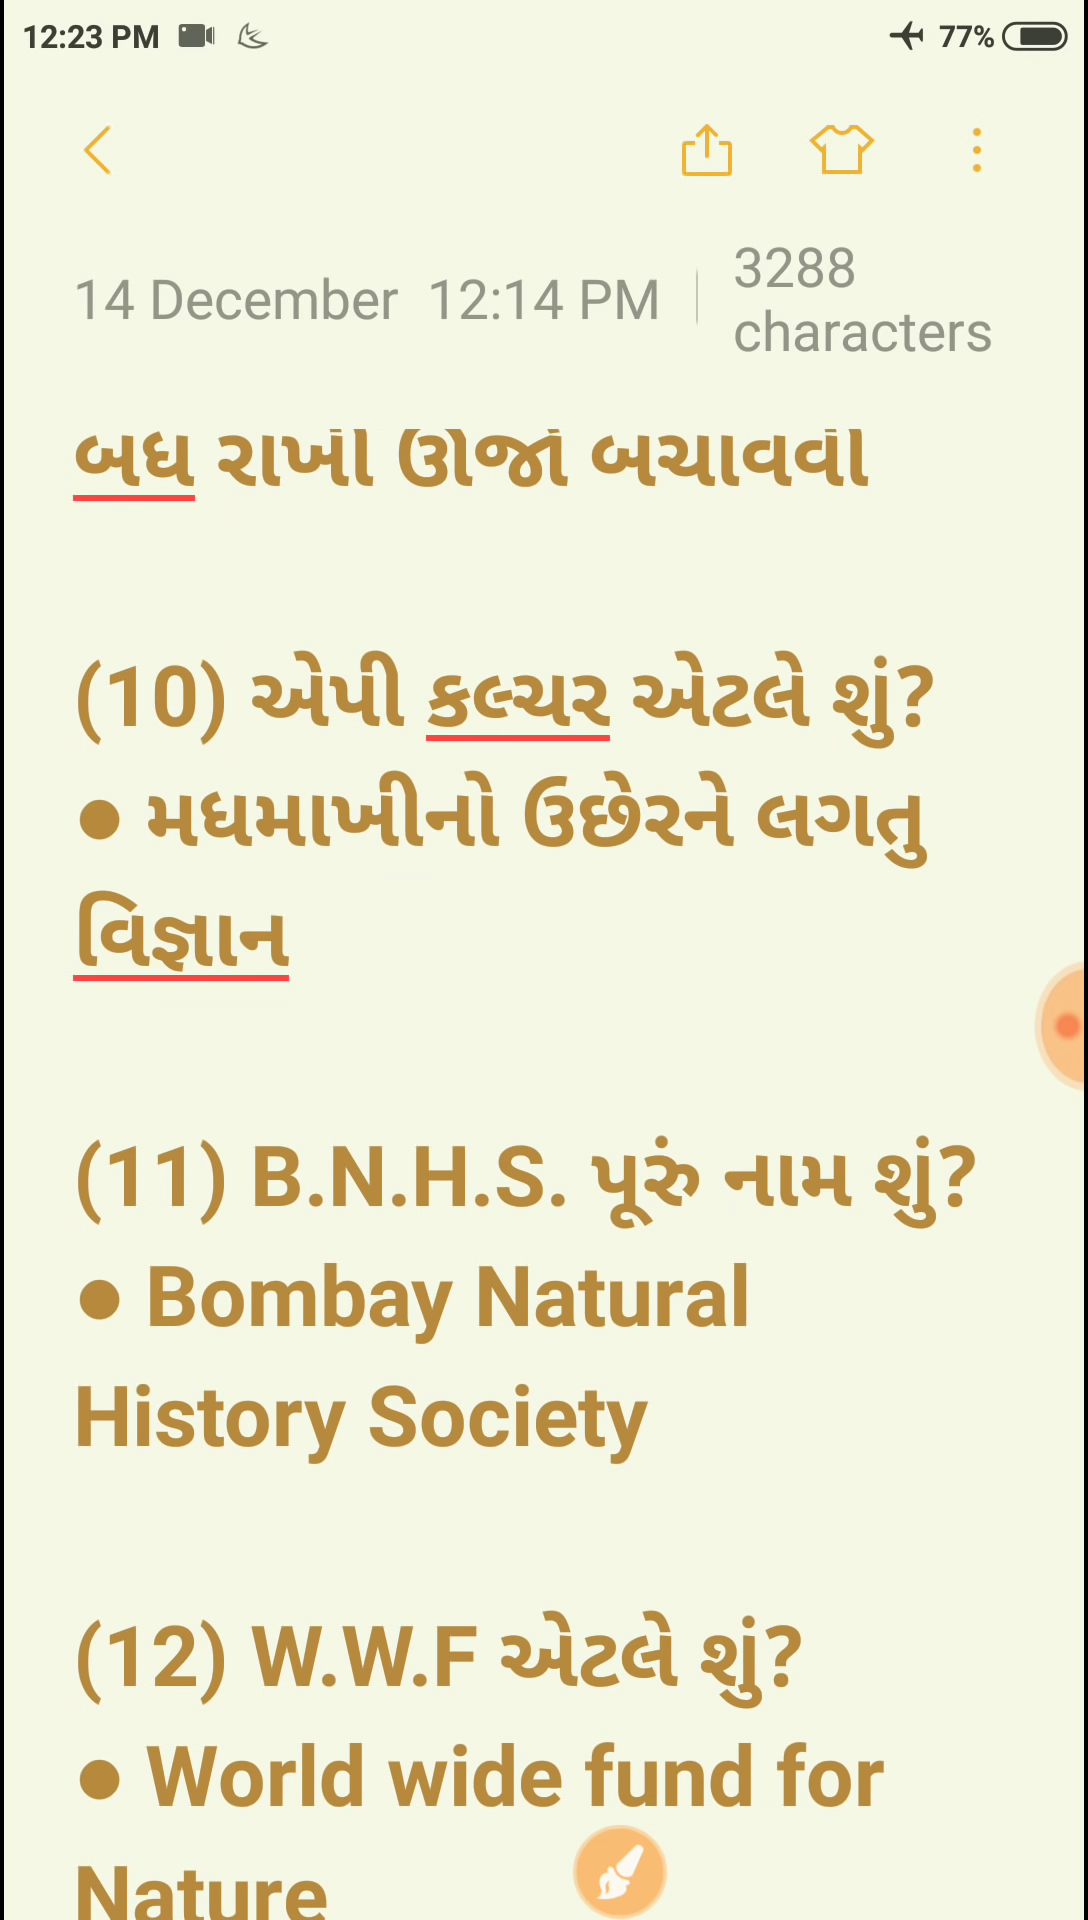 12:23 PM 77%
14 December 12:14 PM
3288 characters
બંધ રાખી ઊર્જા બચાવવી
(10) એપી કલ્ચર એટલે શું?
● મધમાખીનો ઉછેરને લગતુ
વિજ્ઞાન
(11) B.N.H.S. પૂરું નામ શું?
● Bombay Natural
History Society
(12) W.W.F એટલે શું?
● World wide fund for
Nature